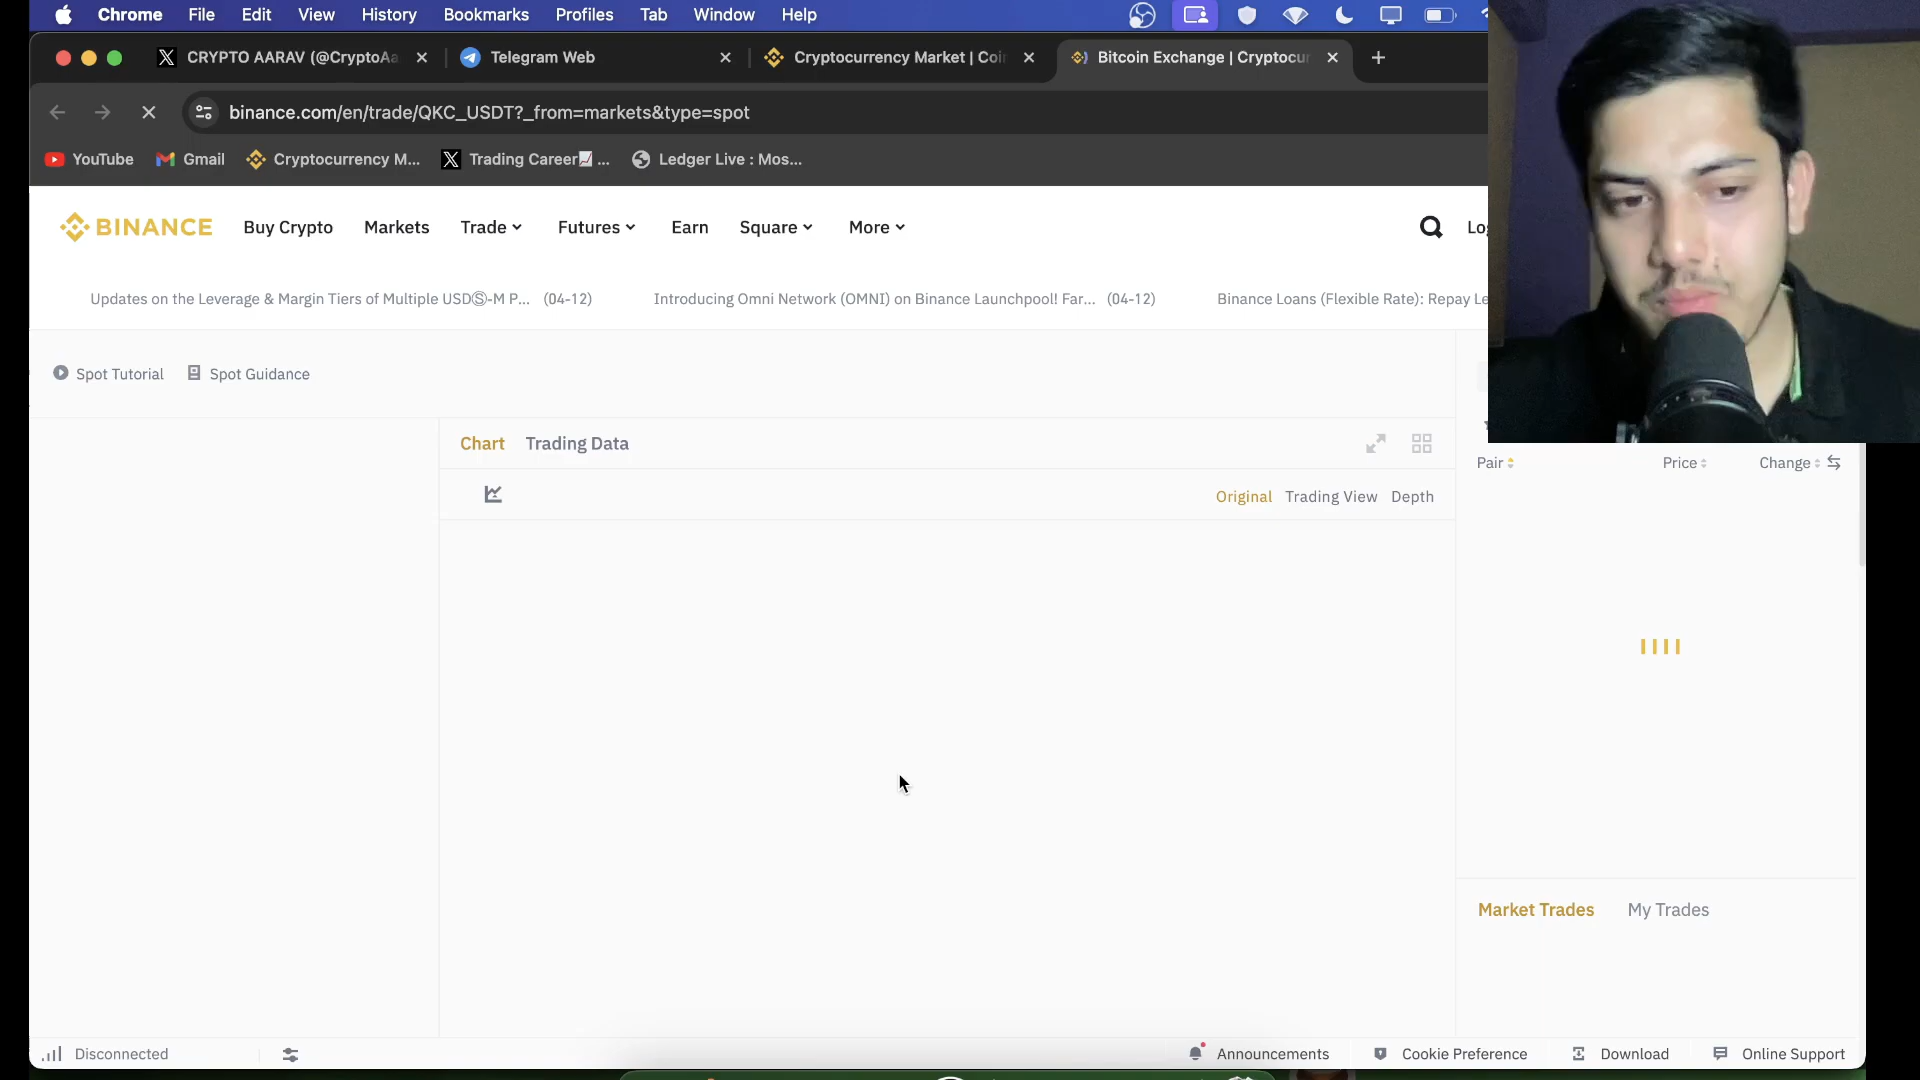 Chrome File Edit View History Bookmarks Profiles Tab Window Help
CRYPTO AARAV (@CryptoAa Telegram Web Cryptocurrency Market | Coi Bitcoin Exchange | Cryptocur
binance.com/en/trade/QKC_USDT?_from=markets&type=spot
YouTube Gmail Cryptocurrency M... Trading Career📈 ... Ledger Live : Mos...
BINANCE Buy Crypto Markets Trade Futures Earn Square More
Updates on the Leverage & Margin Tiers of Multiple USDⓈ-M P... (04-12) Introducing Omni Network (OMNI) on Binance Launchpool! Far... (04-12) Binance Loans (Flexible Rate): Repay
Spot Tutorial Spot Guidance
Chart Trading Data
Pair Price Change
Original Trading View Depth
Market Trades My Trades
Disconnected Announcements Cookie Preference Download Online Support